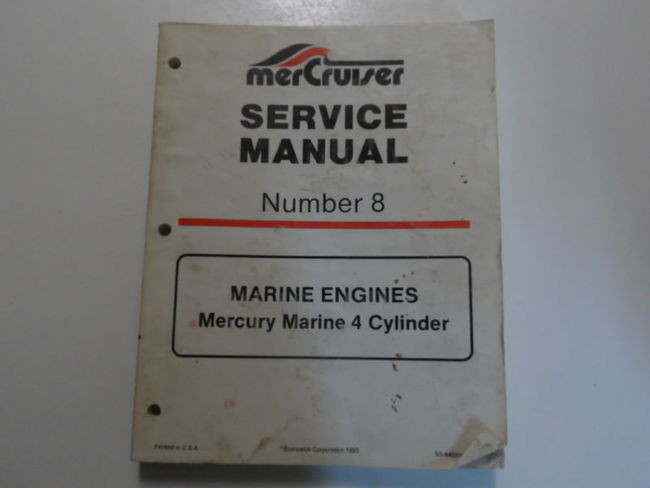 merCruiser
SERVICE
MANUAL
Number 8
MARINE ENGINES
Mercury Marine 4 Cylinder
Printed in U.S.A.
Brunswick Corporation 1993